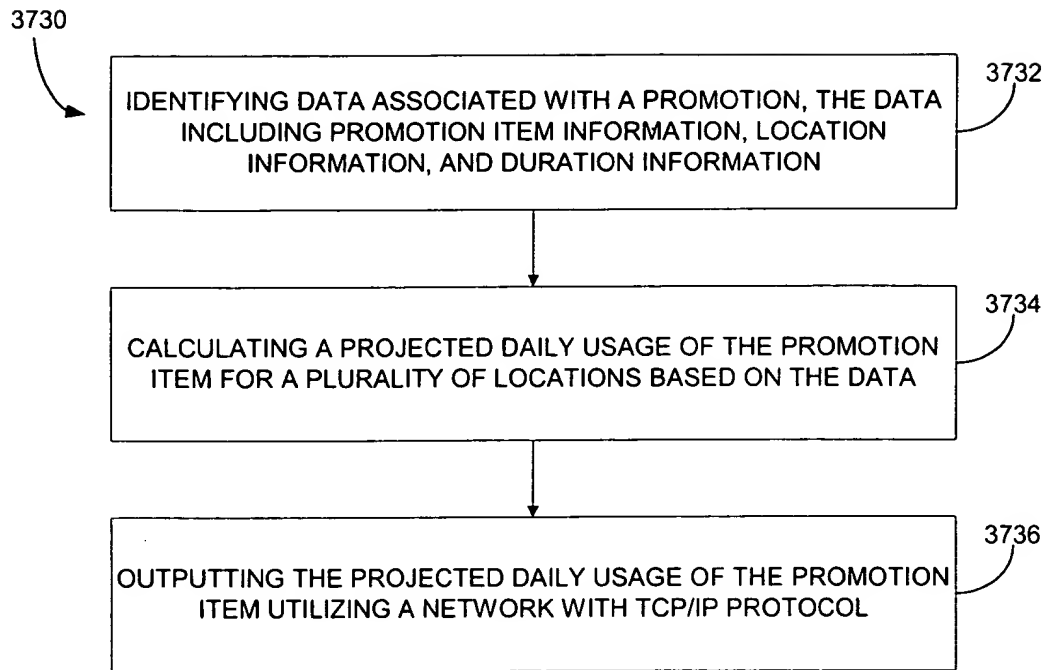 3730
3732
IDENTIFYING DATA ASSOCIATED WITH A PROMOTION, THE DATA
INCLUDING PROMOTION ITEM INFORMATION, LOCATION
INFORMATION, AND DURATION INFORMATION
3734
CALCULATING A PROJECTED DAILY USAGE OF THE PROMOTION
ITEM FOR A PLURALITY OF LOCATIONS BASED ON THE DATA
3736
OUTPUTTING THE PROJECTED DAILY USAGE OF THE PROMOTION
ITEM UTILIZING A NETWORK WITH TCP/IP PROTOCOL